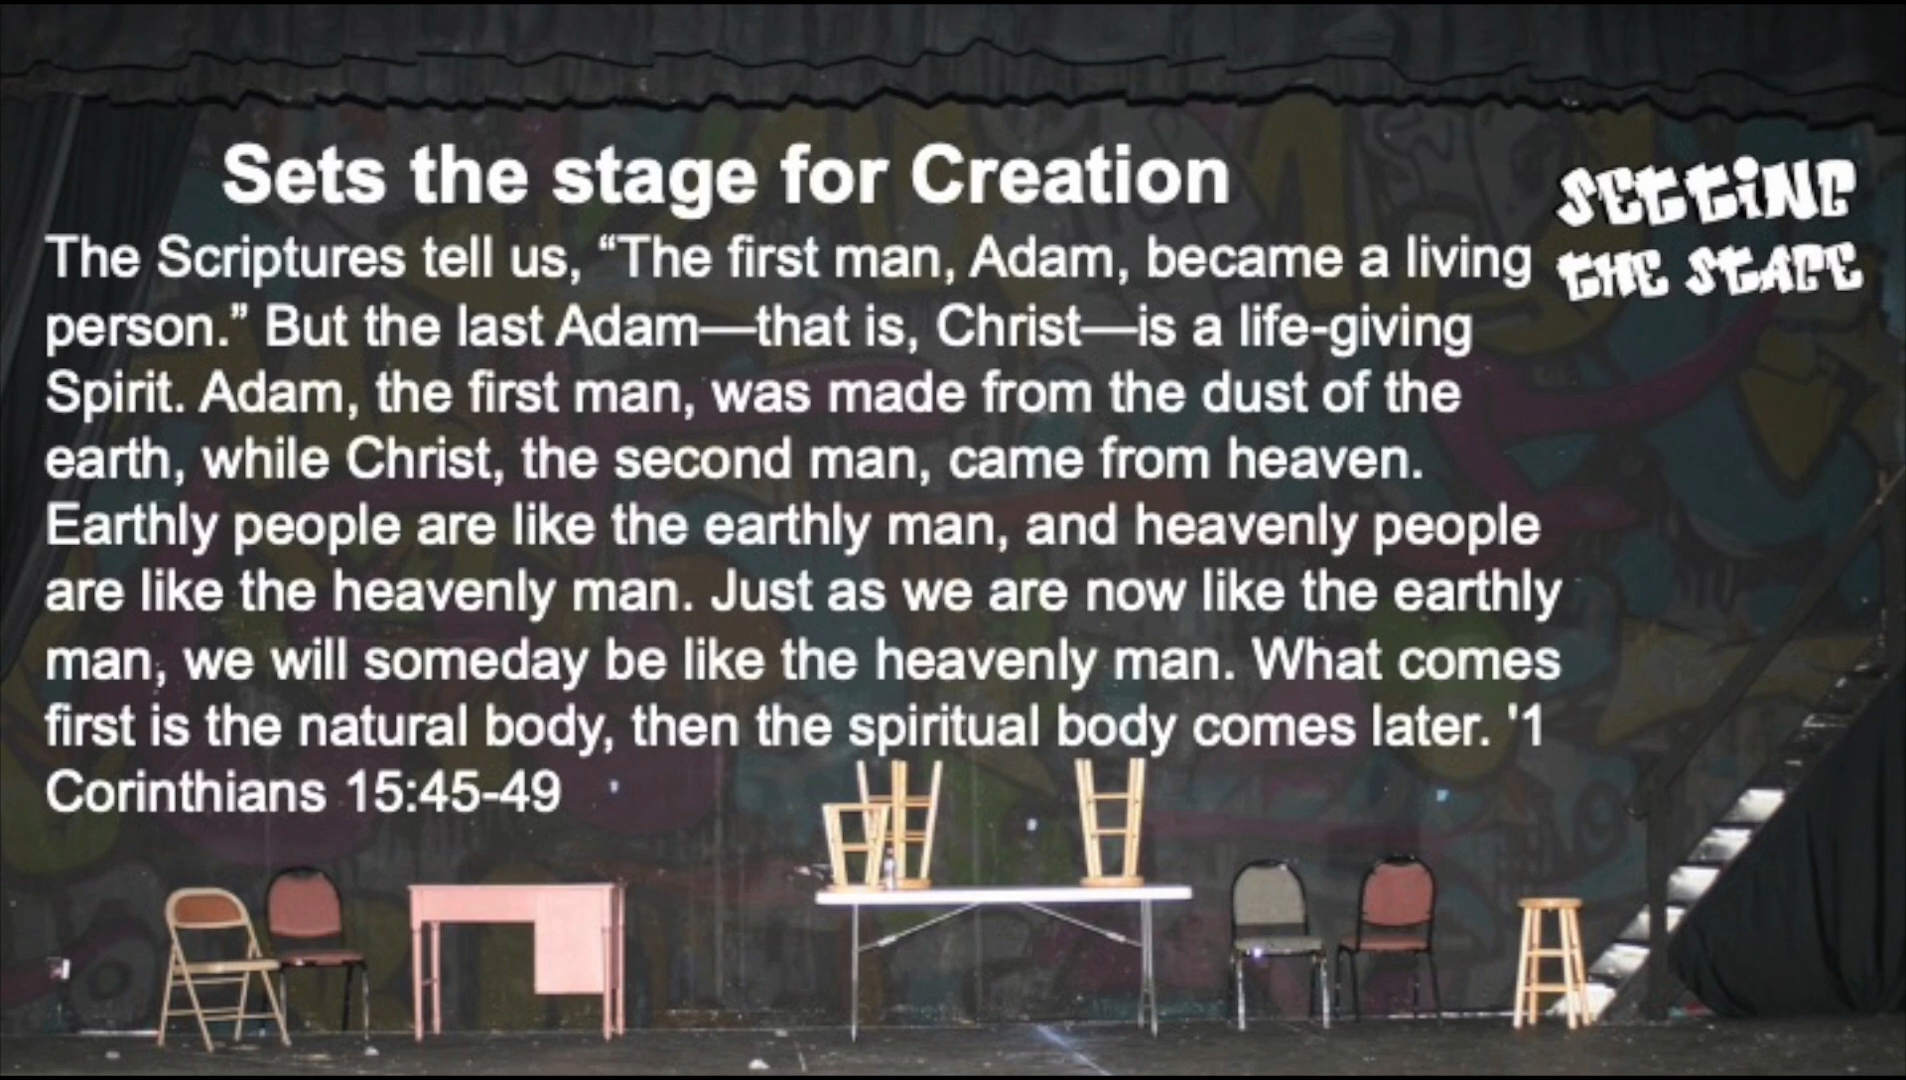 Sets the stage for Creation
SETTING
THE STAGE
The Scriptures tell us, “The first man, Adam, became a living
person.” But the last Adam—that is, Christ—is a life-giving
Spirit. Adam, the first man, was made from the dust of the
earth, while Christ, the second man, came from heaven.
Earthly people are like the earthly man, and heavenly people
are like the heavenly man. Just as we are now like the earthly
man, we will someday be like the heavenly man. What comes
first is the natural body, then the spiritual body comes later. '1
Corinthians 15:45-49